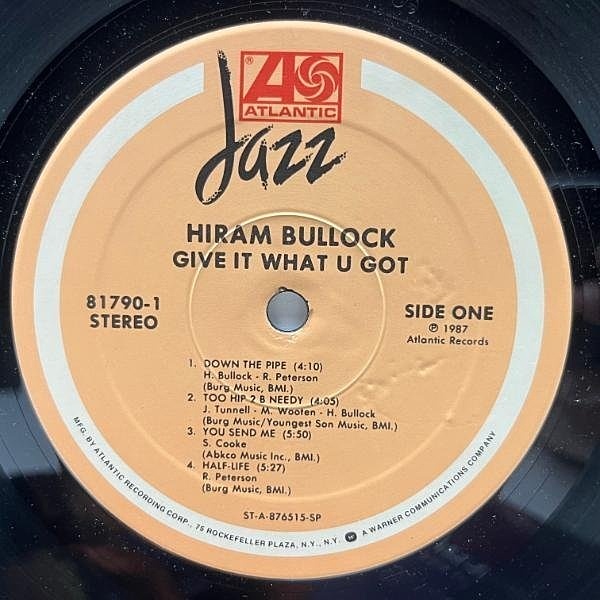 ®
ATLANTIC
Jazz
HIRAM BULLOCK
GIVE IT WHAT U GOT
81790-1
STEREO
SIDE ONE
℗ 1987
Atlantic Records
1. DOWN THE PIPE (4:10)
H. Bullock - R. Peterson
(Burg Music, BMI.)
2. TOO HIP 2 B NEEDY (4:05)
J. Tunnell - M. Wooten - H. Bullock
(Burg Music/Youngest Son Music, BMI.)
3. YOU SEND ME (5:50)
S. Cooke
(Abkco Music Inc., BMI.)
4. HALF-LIFE (5:27)
R. Peterson
(Burg Music, BMI.)
ST-A-876515-SP
MFG. BY ATLANTIC RECORDING CORP. - 75 ROCKEFELLER PLAZA, N.Y., N.Y. A WARNER COMMUNICATIONS COMPANY